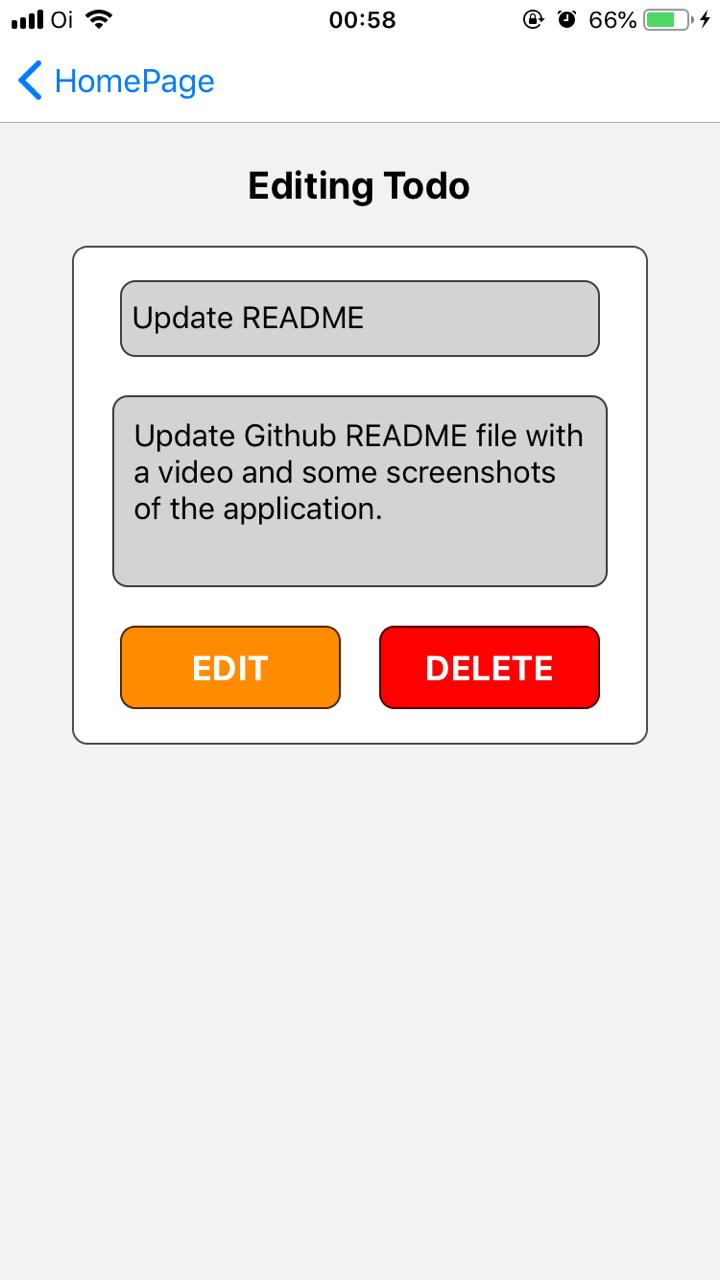 Oi 00:58 66%
HomePage
Editing Todo
Update README
Update Github README file with
a video and some screenshots
of the application.
EDIT DELETE